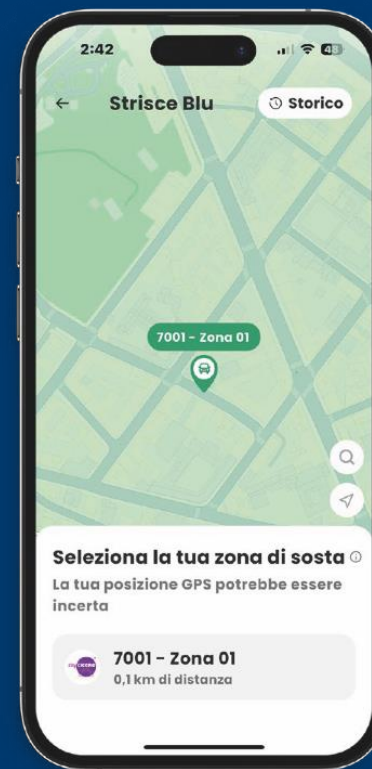 2:42
43
Strisce Blu
Storico
7001 - Zona 01
Seleziona la tua zona di sosta
La tua posizione GPS potrebbe essere
incerta
7001 - Zona 01
0,1 km di distanza